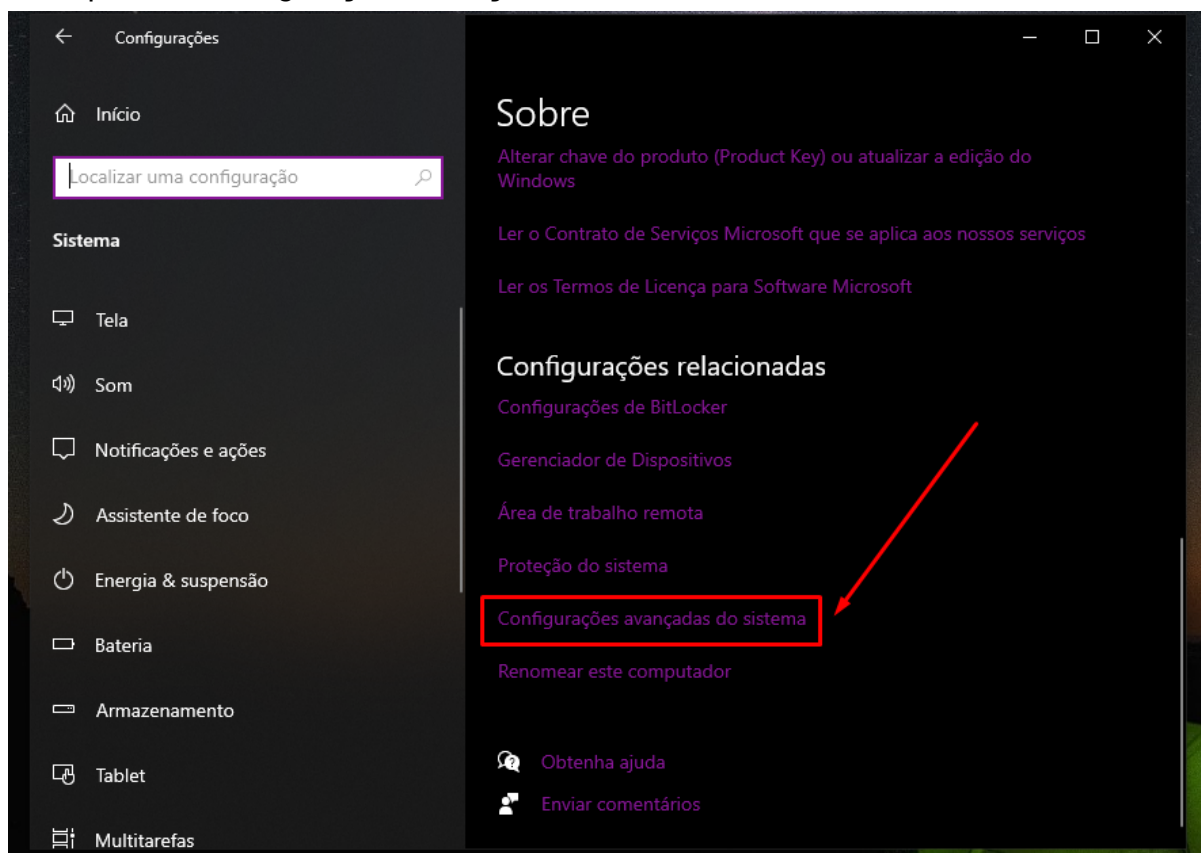 Configurações
Início
Localizar uma configuração
Sistema
Tela
Som
Notificações e ações
Assistente de foco
Energia & suspensão
Bateria
Armazenamento
Tablet
Multitarefas
Sobre
Alterar chave do produto (Product Key) ou atualizar a edição do
Windows
Ler o Contrato de Serviços Microsoft que se aplica aos nossos serviços
Ler os Termos de Licença para Software Microsoft
Configurações relacionadas
Configurações de BitLocker
Gerenciador de Dispositivos
Área de trabalho remota
Proteção do sistema
Configurações avançadas do sistema
Renomear este computador
Obtenha ajuda
Enviar comentários